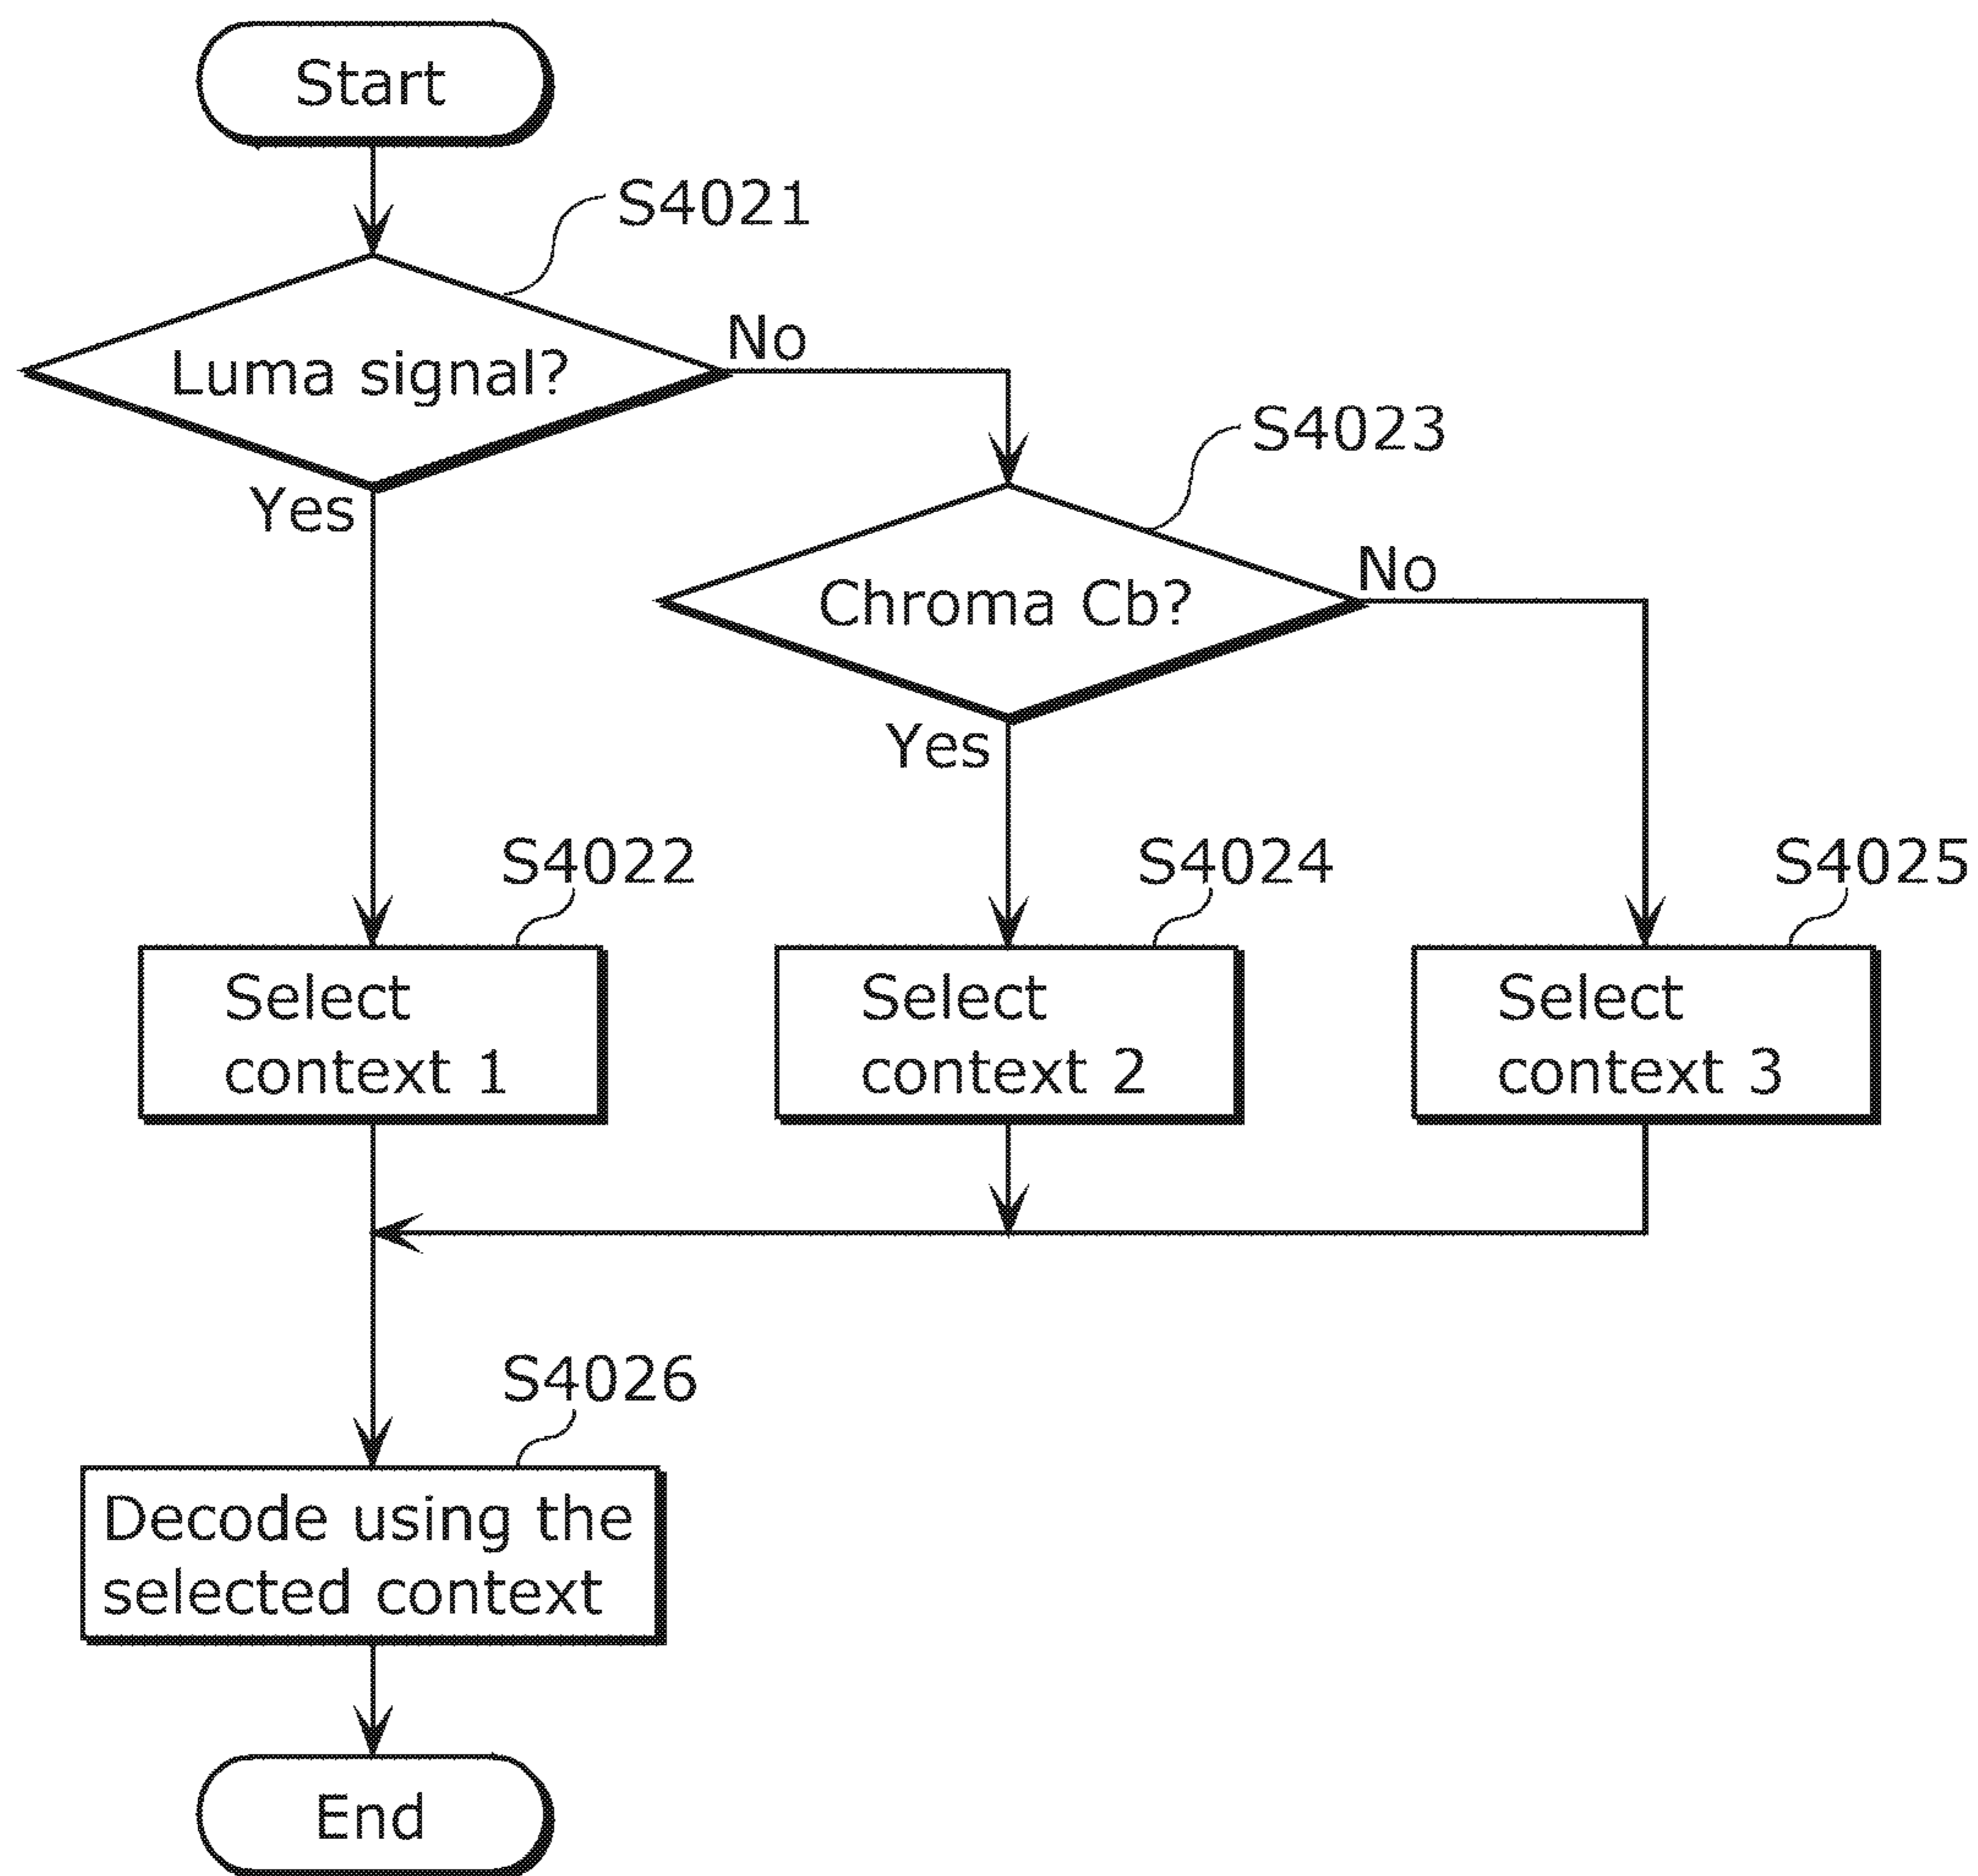 Start
S4021
Luma signal?
No
Yes
S4023
Chroma Cb?
No
Yes
S4022
Select
context 1
S4024
Select
context 2
S4025
Select
context 3
S4026
Decode using the
selected context
End